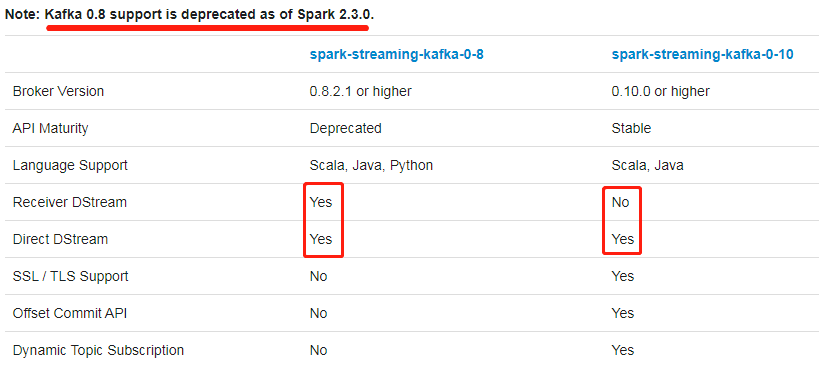 Note: Kafka 0.8 support is deprecated as of Spark 2.3.0.
spark-streaming-kafka-0-8 spark-streaming-kafka-0-10
Broker Version 0.8.2.1 or higher 0.10.0 or higher
API Maturity Deprecated Stable
Language Support Scala, Java, Python Scala, Java
Receiver DStream Yes No
Direct DStream Yes Yes
SSL / TLS Support No Yes
Offset Commit API No Yes
Dynamic Topic Subscription No Yes